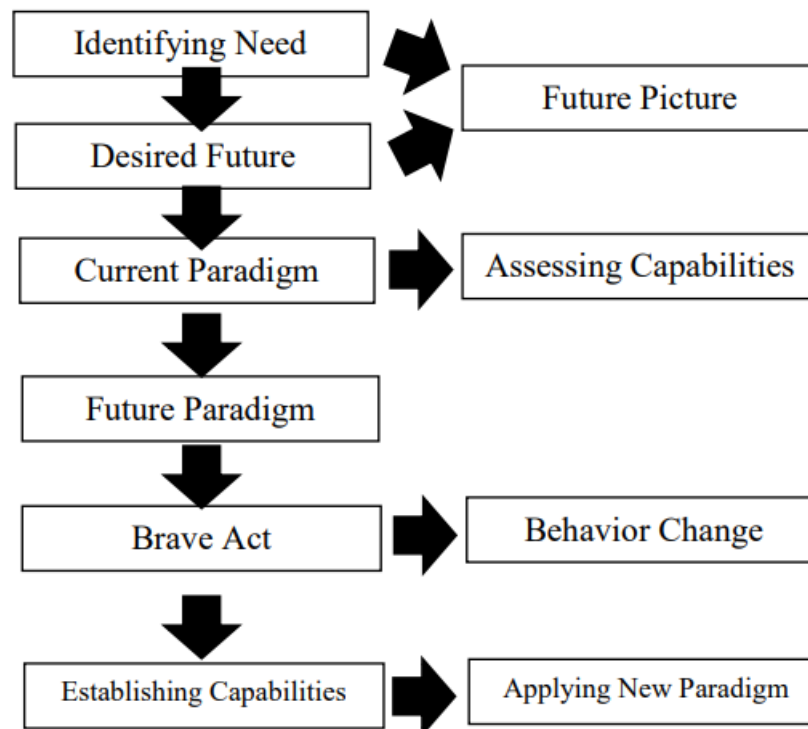 Identifying Need
Future Picture
Desired Future
Current Paradigm
Assessing Capabilities
Future Paradigm
Brave Act
Behavior Change
Establishing Capabilities
Applying New Paradigm